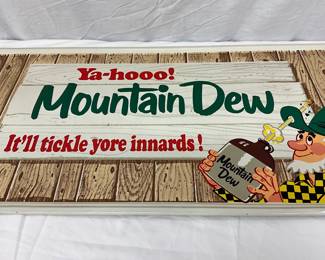 Ya-hooo!
Mountain Dew
It'll tickle yore innards!
Mountain
Dew